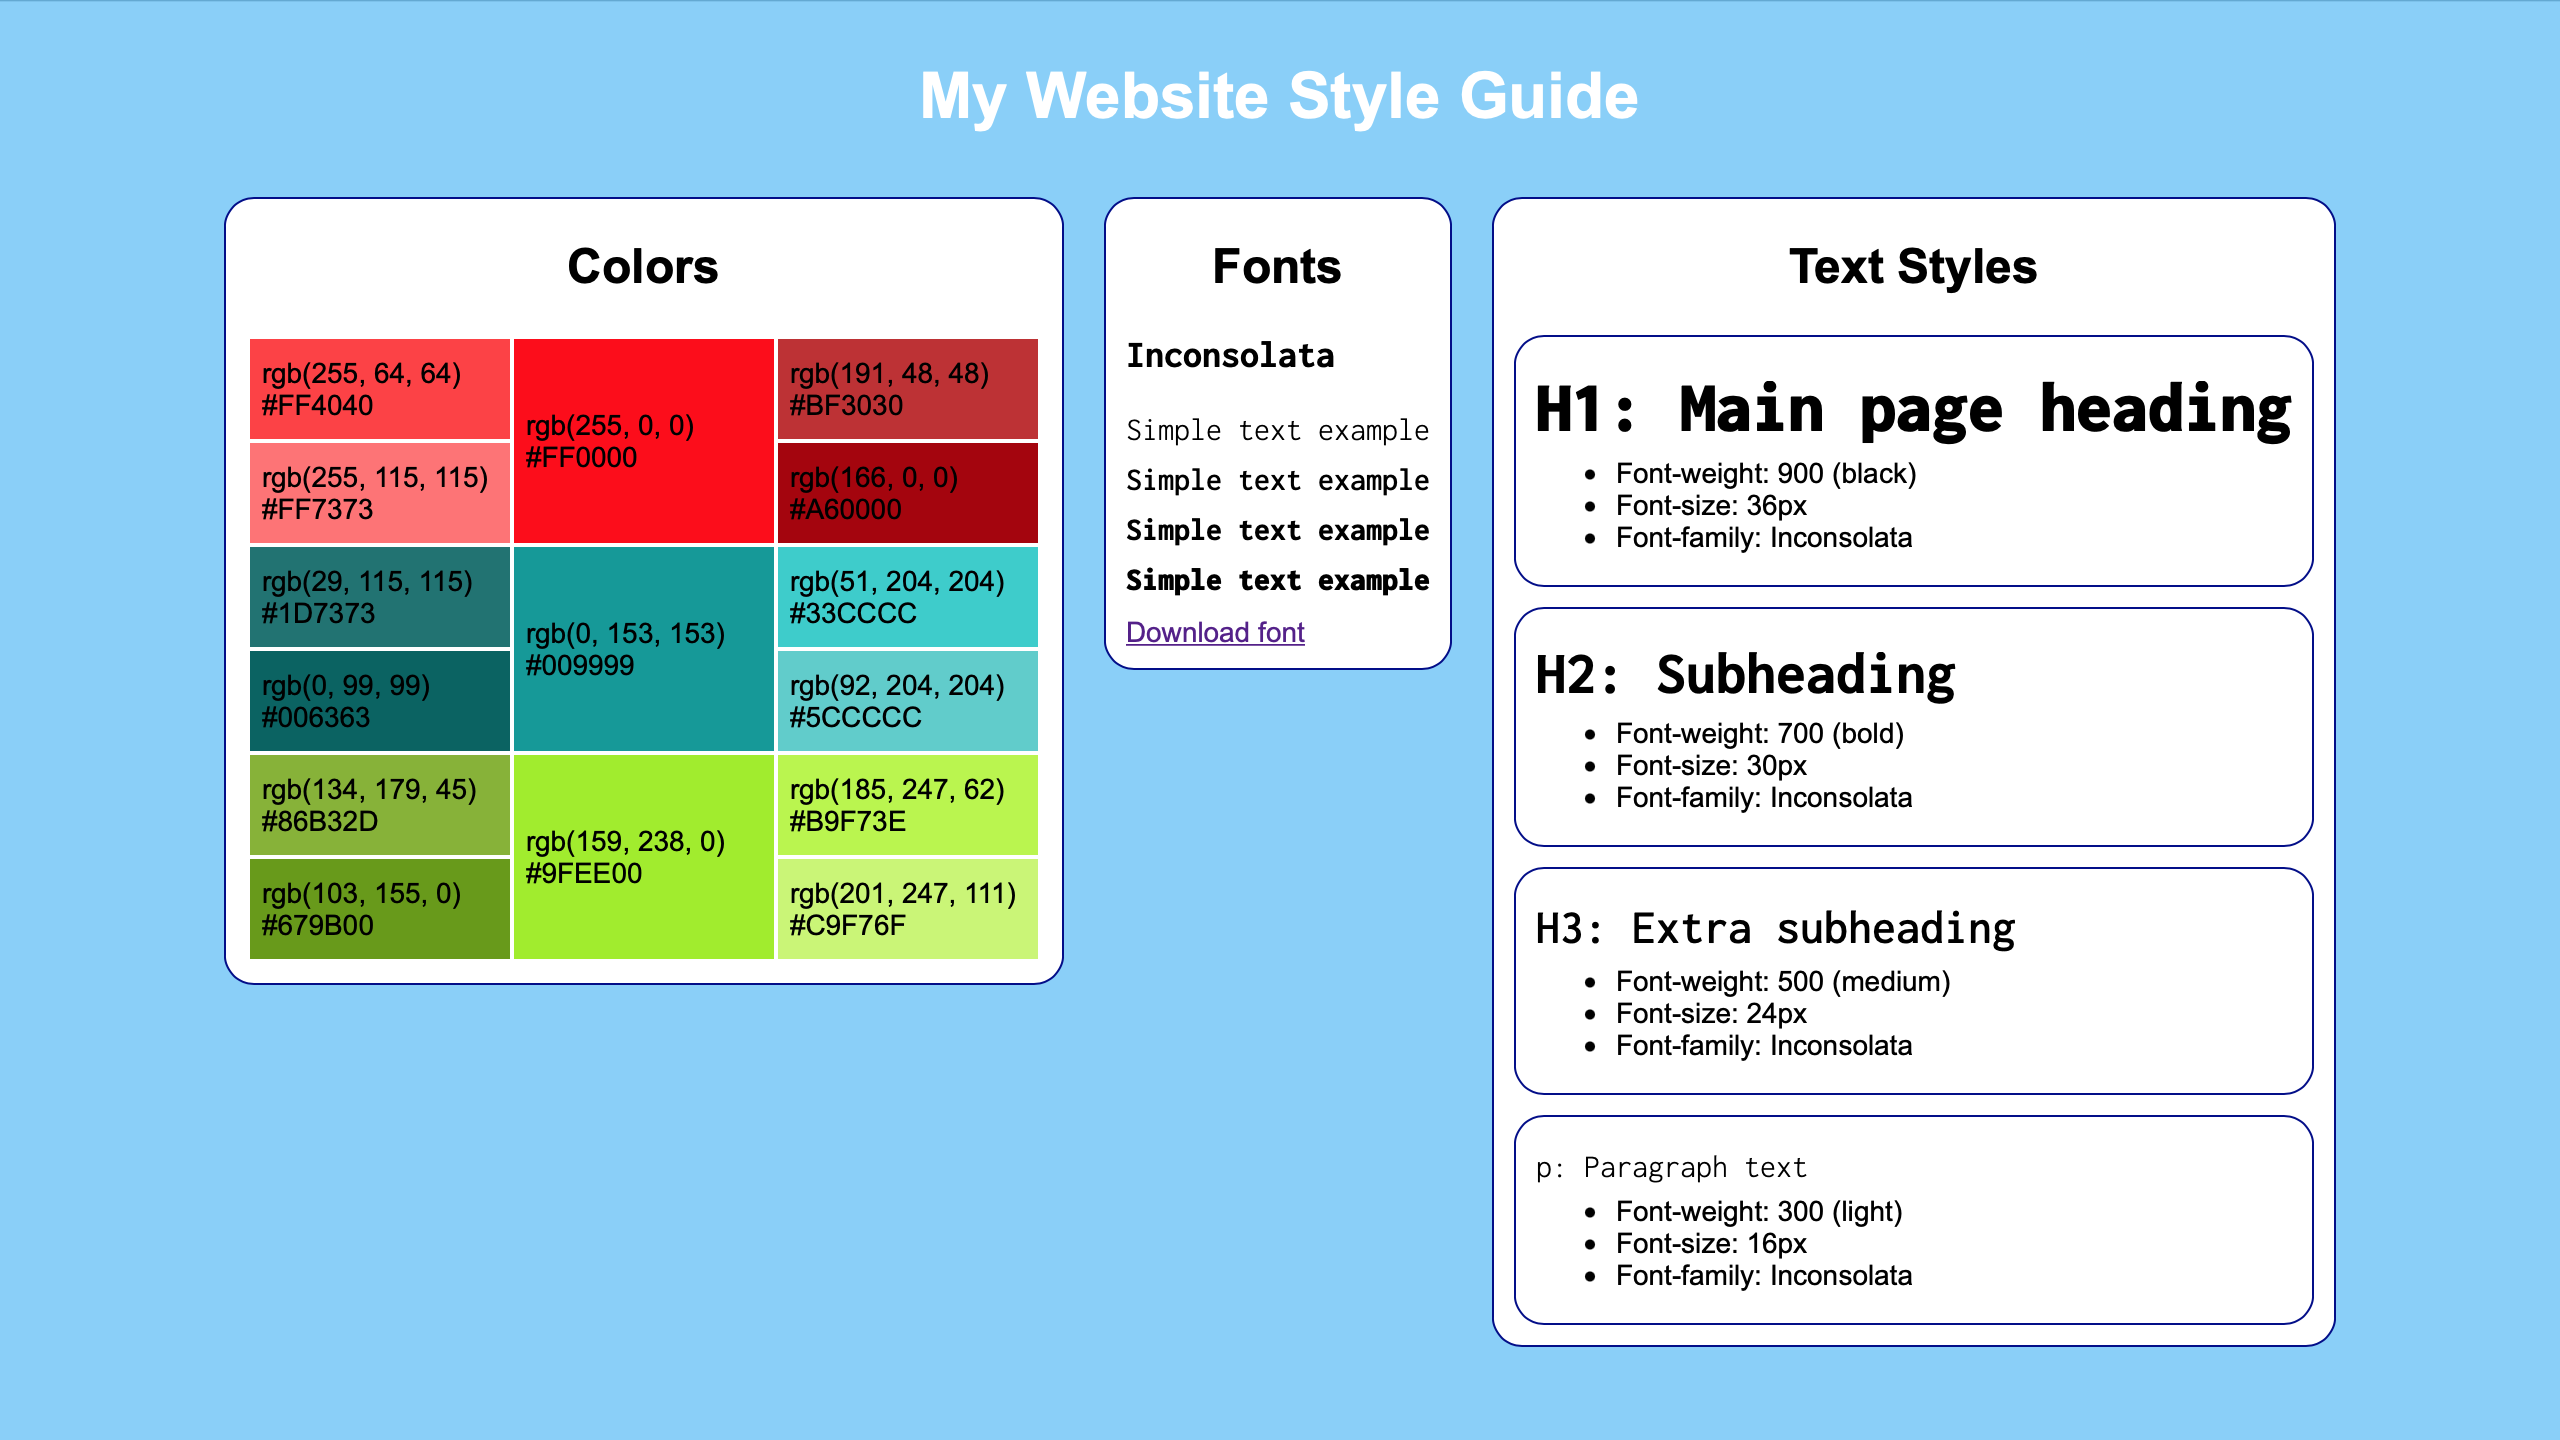 My Website Style Guide
Colors
rgb(255, 64, 64)
#FF4040
rgb(255, 0, 0)
#FF0000
rgb(191, 48, 48)
#BF3030
rgb(255, 115, 115)
#FF7373
rgb(166, 0, 0)
#A60000
rgb(29, 115, 115)
#1D7373
rgb(0, 153, 153)
#009999
rgb(51, 204, 204)
#33CCCC
rgb(0, 99, 99)
#006363
rgb(92, 204, 204)
#5CCCCC
rgb(134, 179, 45)
#86B32D
rgb(159, 238, 0)
#9FEE00
rgb(185, 247, 62)
#B9F73E
rgb(103, 155, 0)
#679B00
rgb(201, 247, 111)
#C9F76F
Fonts
Inconsolata
Simple text example
Simple text example
Simple text example
Simple text example
Download font
Text Styles
H1: Main page heading
• Font-weight: 900 (black)
• Font-size: 36px
• Font-family: Inconsolata
H2: Subheading
• Font-weight: 700 (bold)
• Font-size: 30px
• Font-family: Inconsolata
H3: Extra subheading
• Font-weight: 500 (medium)
• Font-size: 24px
• Font-family: Inconsolata
p: Paragraph text
• Font-weight: 300 (light)
• Font-size: 16px
• Font-family: Inconsolata